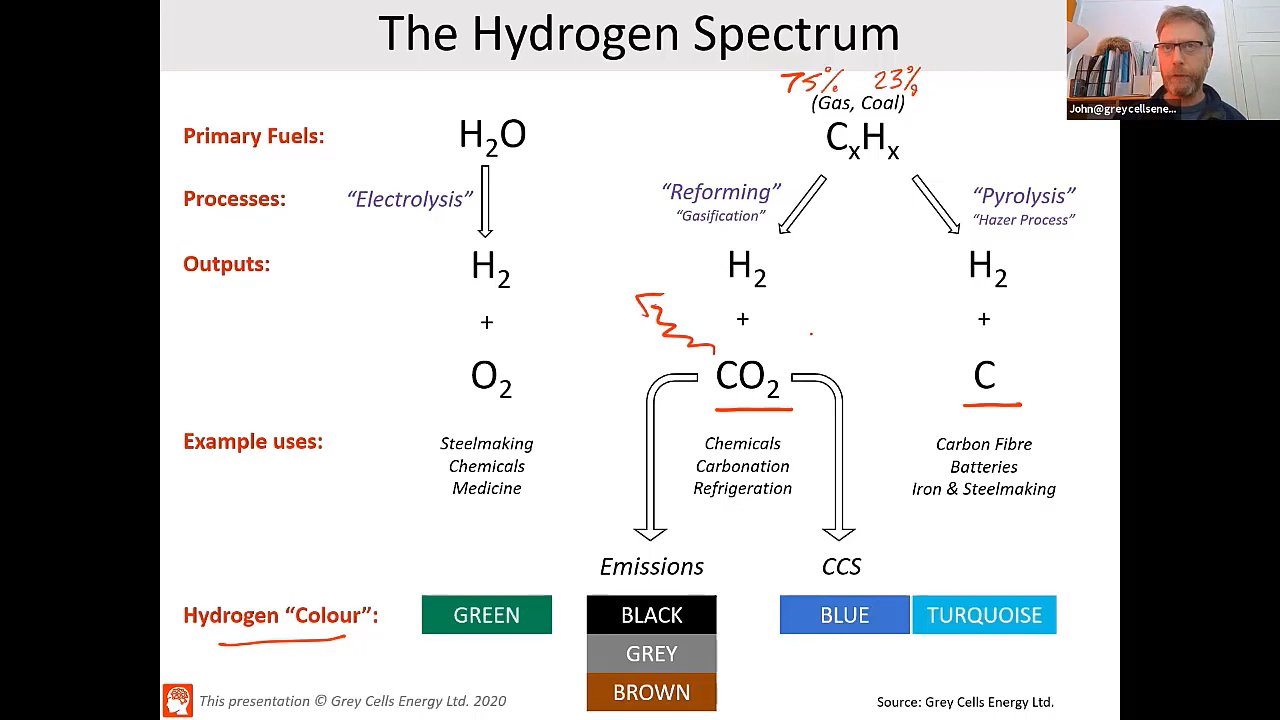 The Hydrogen Spectrum
75% 23%
(Gas, Coal)
Primary Fuels: H₂O CₓHₓ
Processes: "Electrolysis" "Reforming" "Pyrolysis"
"Gasification" "Hazer Process"
Outputs: H₂ H₂ H₂
+ + +
O₂ CO₂ C
Example uses: Steelmaking Chemicals Carbon Fibre
Chemicals Carbonation Batteries
Medicine Refrigeration Iron & Steelmaking
Emissions CCS
Hydrogen "Colour": GREEN BLACK BLUE TURQUOISE
GREY
BROWN
This presentation © Grey Cells Energy Ltd. 2020
Source: Grey Cells Energy Ltd.
John@greycellsene...